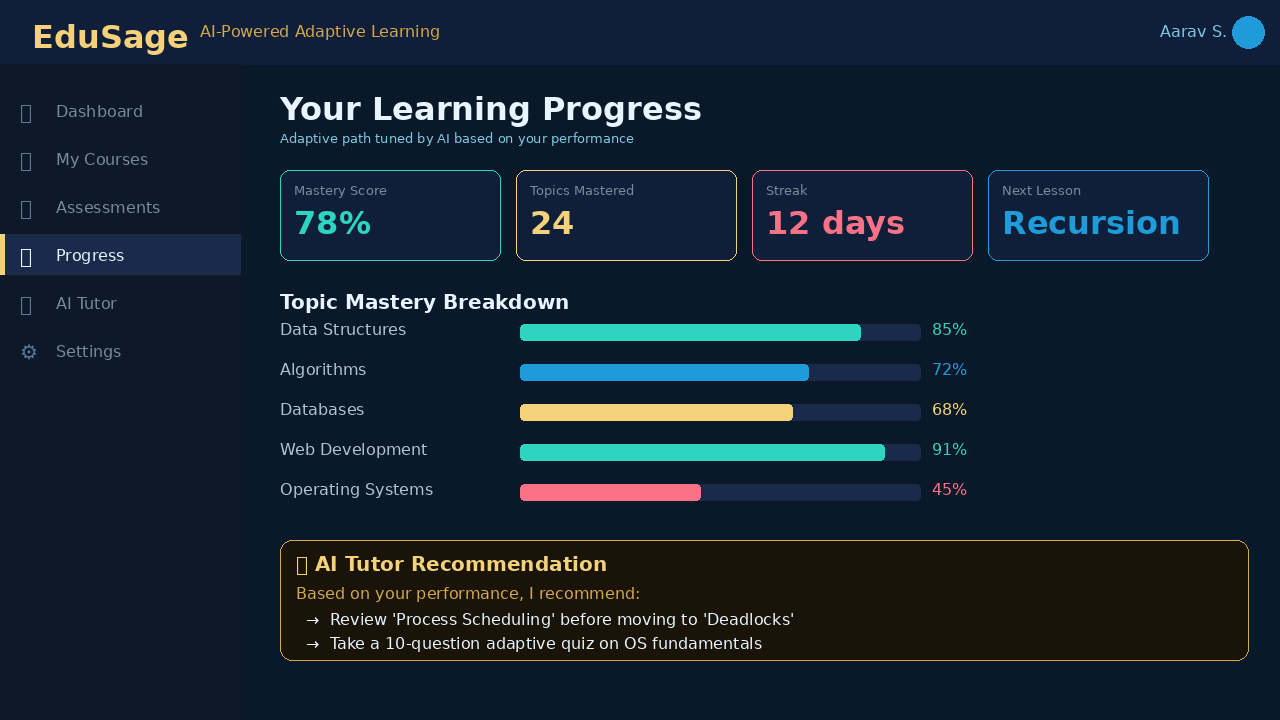 EduSage AI-Powered Adaptive Learning
Aarav S.
Dashboard
My Courses
Assessments
Progress
AI Tutor
⚙ Settings
Your Learning Progress
Adaptive path tuned by AI based on your performance
Mastery Score
78%
Topics Mastered
24
Streak
12 days
Next Lesson
Recursion
Topic Mastery Breakdown
Data Structures 85%
Algorithms 72%
Databases 68%
Web Development 91%
Operating Systems 45%
AI Tutor Recommendation
Based on your performance, I recommend:
→ Review 'Process Scheduling' before moving to 'Deadlocks'
→ Take a 10-question adaptive quiz on OS fundamentals